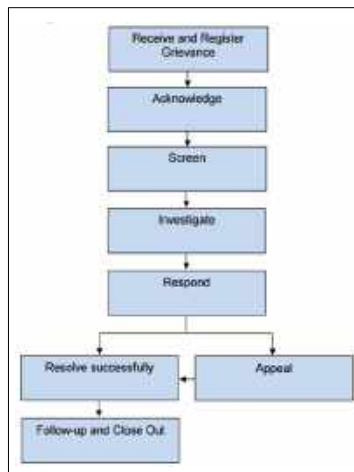 Receive and Register
Grievance
Acknowledge
Screen
Investigate
Respond
Resolve successfully
Appeal
Follow-up and Close Out